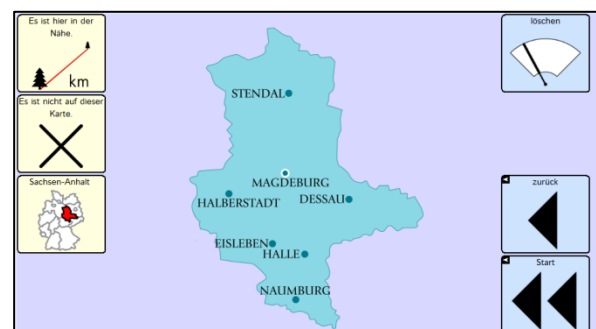 Es ist hier in der
Nähe.
km
Es ist nicht auf dieser
Karte.
Sachsen-Anhalt
STENDAL
MAGDEBURG
HALBERSTADT
DESSAU
EISLEBEN
HALLE
NAUMBURG
löschen
zurück
Start